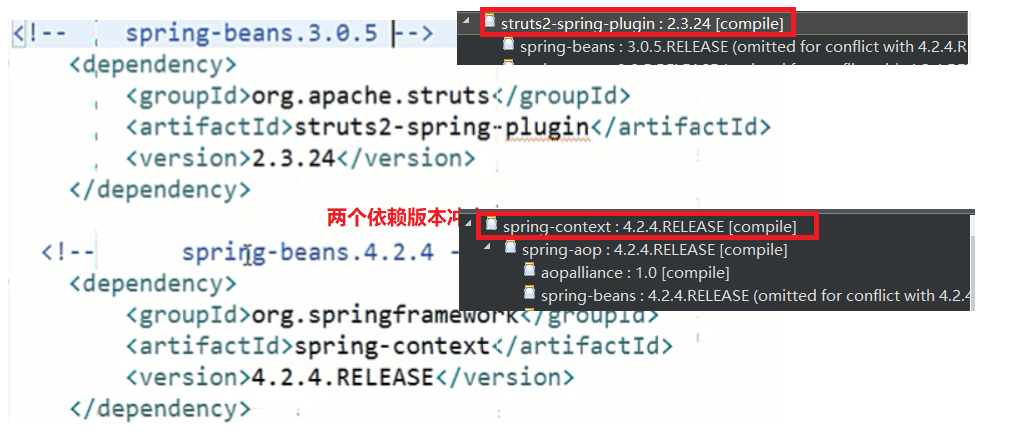 <!-- spring-beans.3.0.5 -->
struts2-spring-plugin : 2.3.24 [compile]
spring-beans : 3.0.5.RELEASE (omitted for conflict with 4.2.4.R
<dependency>
<groupId>org.apache.struts</groupId>
<artifactId>struts2-spring-plugin</artifactId>
<version>2.3.24</version>
</dependency>
两个依赖版本冲
spring-context : 4.2.4.RELEASE [compile]
<!-- spring-beans.4.2.4 -
spring-aop : 4.2.4.RELEASE [compile]
aopalliance : 1.0 [compile]
spring-beans : 4.2.4.RELEASE (omitted for conflict with 4.2.4
<dependency>
<groupId>org.springframework</groupId>
<artifactId>spring-context</artifactId>
<version>4.2.4.RELEASE</version>
</dependency>